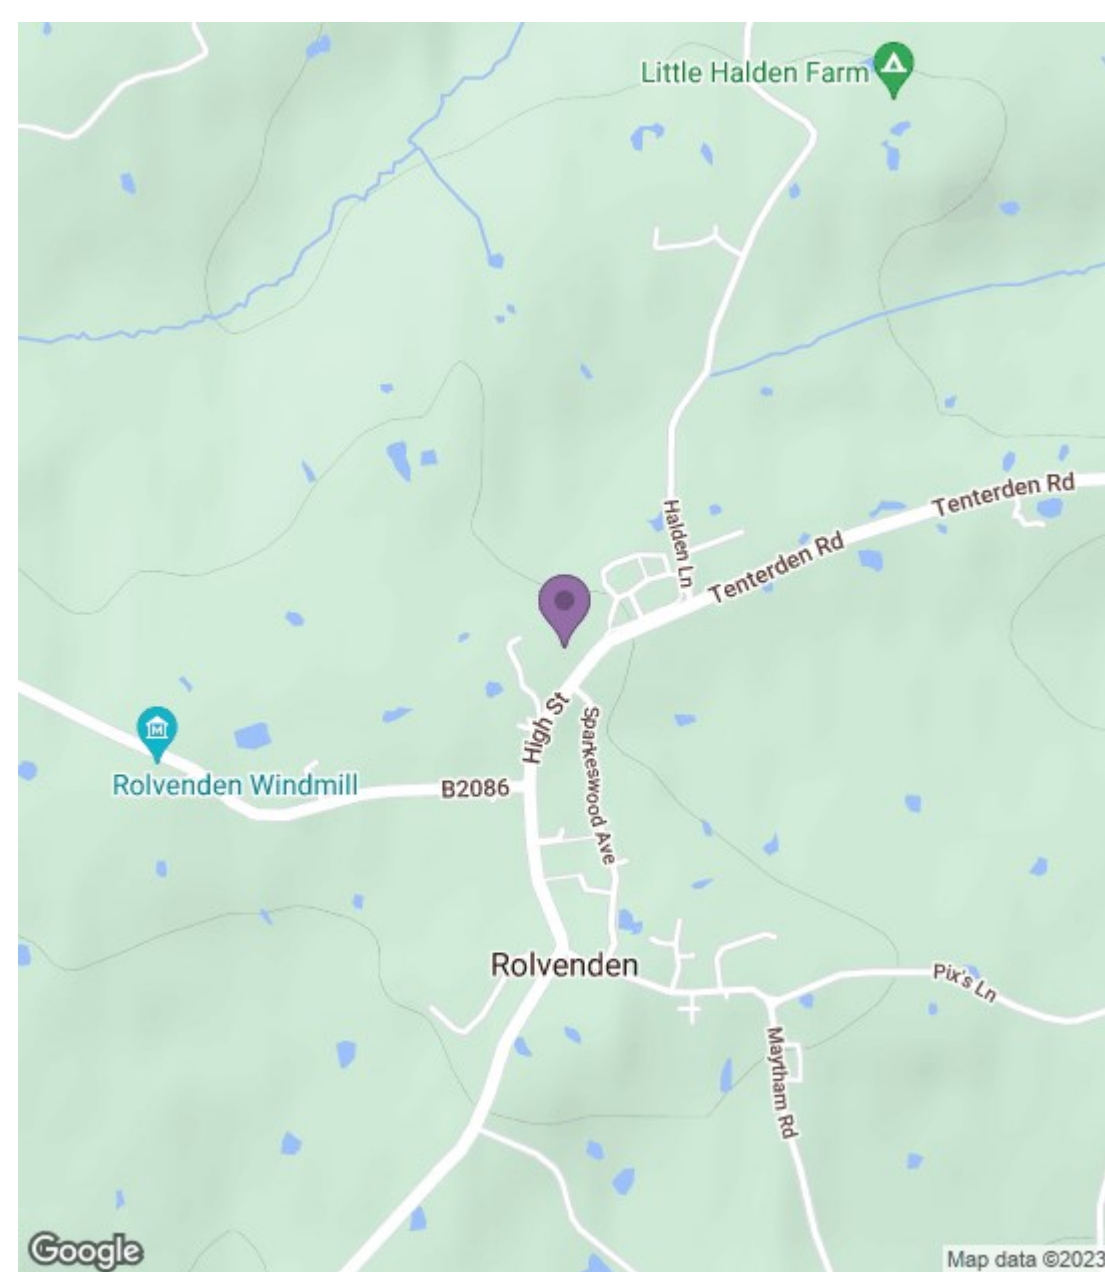 Little Halden Farm
Tenterden Rd
Halden Ln
Tenterden Rd
High St
Sparkeswood Ave
M
Rolvenden Windmill
B2086
Rolvenden
Pix's Ln
Maytham Rd
Google
Map data ©2023